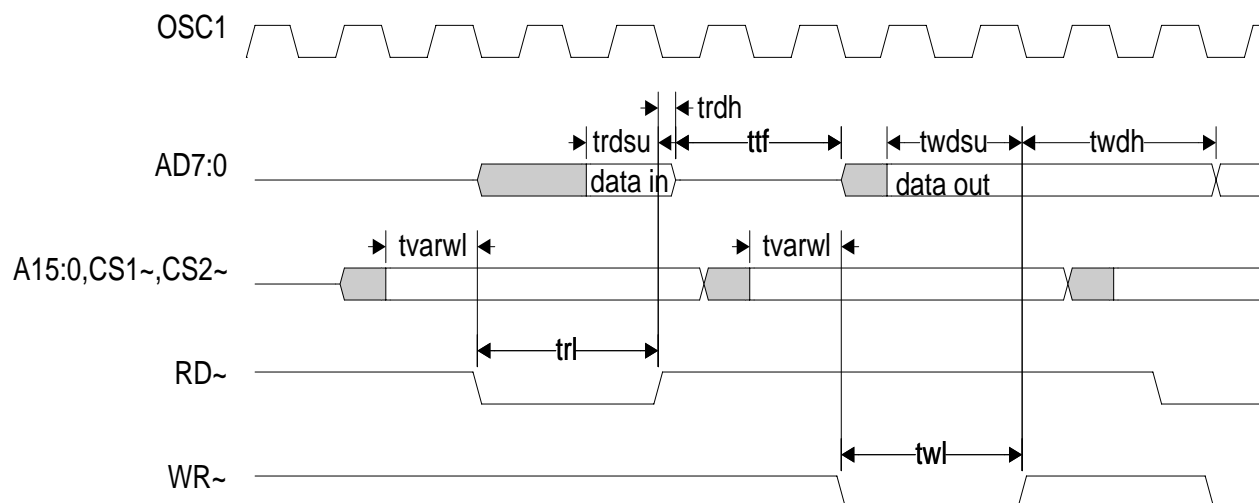 OSC1
trdh
trdsu
ttf
twdsu
twdh
AD7:0
data in
data out
tvarwl
tvarwl
A15:0,CS1~,CS2~
trl
RD~
twl
WR~